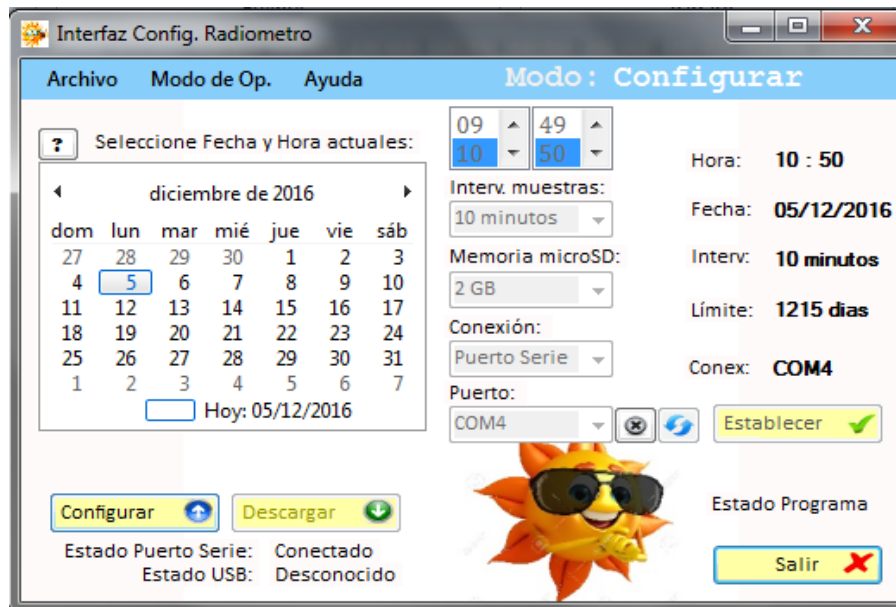 Interfaz Config. Radiometro
Archivo Modo de Op. Ayuda Modo: Configurar
? Seleccione Fecha y Hora actuales:
diciembre de 2016
dom lun mar mié jue vie sáb
27 28 29 30 1 2 3
4 5 6 7 8 9 10
11 12 13 14 15 16 17
18 19 20 21 22 23 24
25 26 27 28 29 30 31
1 2 3 4 5 6 7
Hoy: 05/12/2016
09 49
10 50
Interv. muestras:
10 minutos
Memoria microSD:
2 GB
Conexión:
Puerto Serie
Puerto:
COM4
Hora: 10 : 50
Fecha: 05/12/2016
Interv: 10 minutos
Límite: 1215 dias
Conex: COM4
Establecer
Configurar Descargar
Estado Puerto Serie: Conectado
Estado USB: Desconocido
Estado Programa
Salir